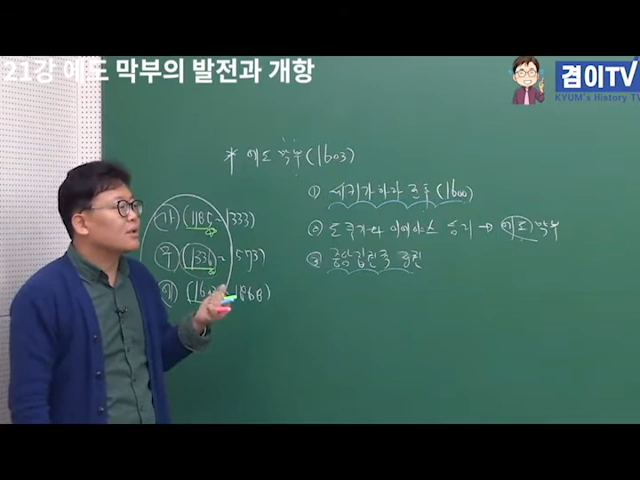 21강 에도 막부의 발전과 개항
겸이TV
KYUM's History TV
* 에도 막부 (1603)
① 세키가하라 전투 (1600)
② 도쿠가와 이에야스 승리 → 에도 막부
③ 중앙집권
가 (1185~1333)
무 (1336~1573)
에 (1603~1868)